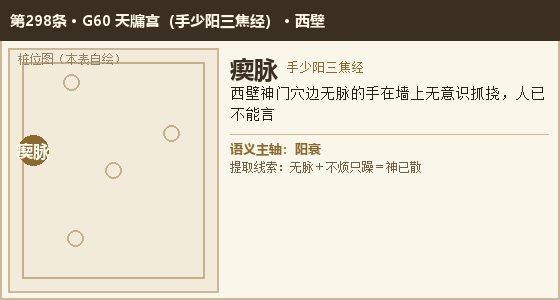 第298条・G60 天牖宫（手少阳三焦经）・西壁
桩位图（本表自绘）
瘈脉
瘈脉 手少阳三焦经
西壁神门穴边无脉的手在墙上无意识抓挠，人已
不能言
语义主轴：阳衰
提取线索：无脉＋不烦只躁＝神已散